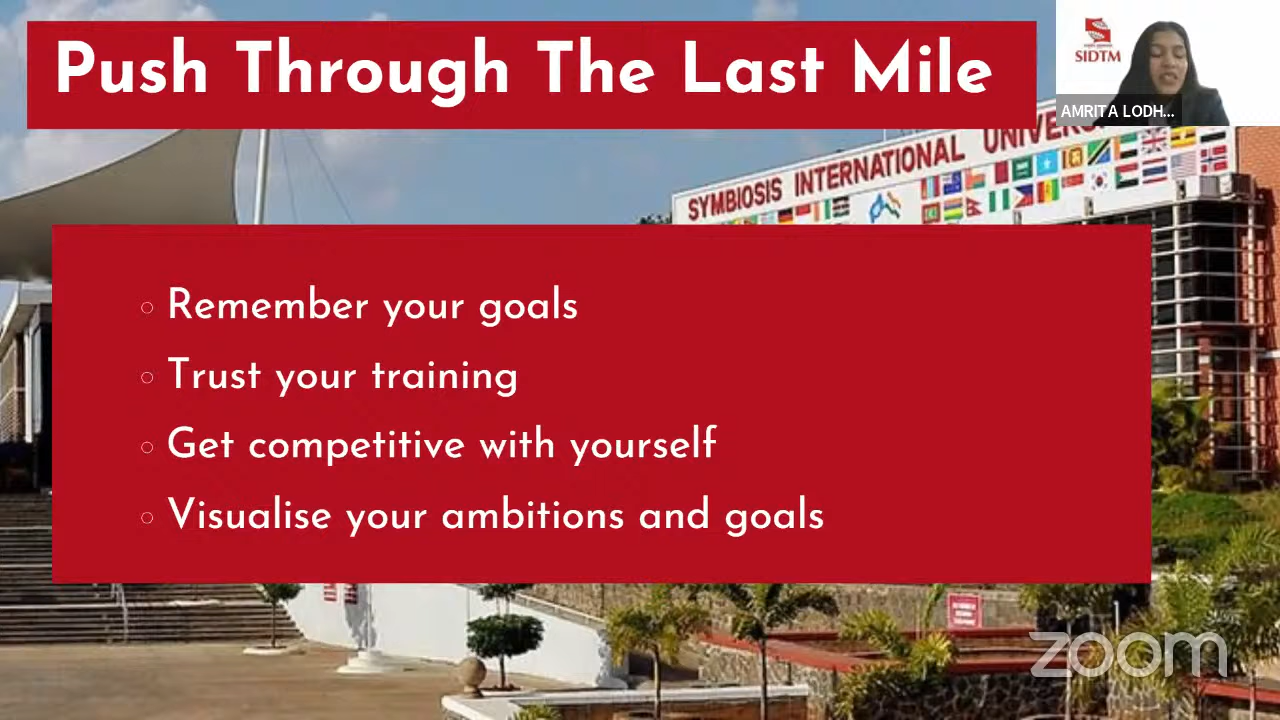 Push Through The Last Mile
SIDTM
AMRITA LODH...
SYMBIOSIS INTERNATIONAL
Remember your goals
Trust your training
Get competitive with yourself
Visualise your ambitions and goals
zoom